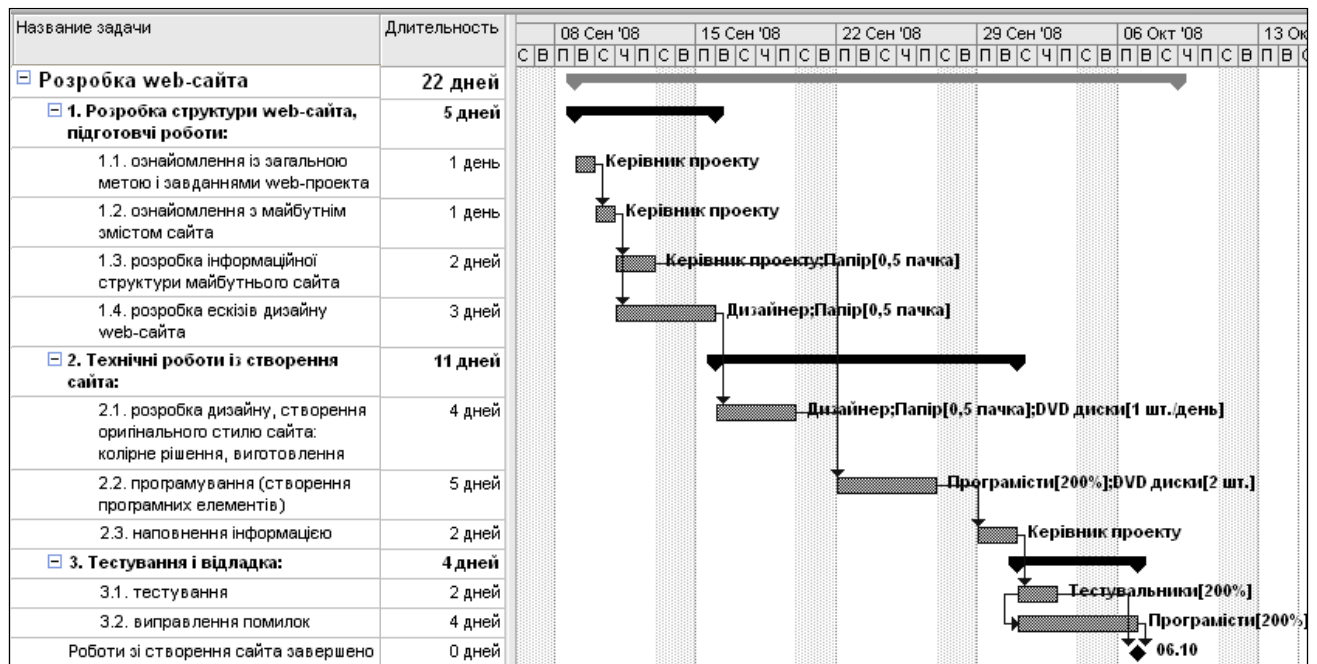 Название задачи Длительность
08 Сен '08 15 Сен '08 22 Сен '08 29 Сен '08 06 Окт '08 13 Ок
С В П В С Ч П С В П В С Ч П С В П В С Ч П С В П В С Ч П С В П В С Ч П С В П В С
Розробка web-сайта 22 дней
1. Розробка структури web-сайта, 5 дней
підготовчі роботи:
1.1. ознайомлення із загальною 1 день Керівник проекту
метою і завданнями web-проекта
1.2. ознайомлення з майбутнім 1 день Керівник проекту
змістом сайта
1.3. розробка інформаційної 2 дней Керівник проекту;Папір[0,5 пачка]
структури майбутнього сайта
1.4. розробка ескізів дизайну 3 дней Дизайнер;Папір[0,5 пачка]
web-сайта
2. Технічні роботи із створення 11 дней
сайта:
2.1. розробка дизайну, створення 4 дней Дизайнер;Папір[0,5 пачка];DVD диски[1 шт./день]
оригінального стилю сайта:
колірне рішення, виготовлення
2.2. програмування (створення 5 дней Програмісти[200%];DVD диски[2 шт.]
програмних елементів)
2.3. наповнення інформацією 2 дней Керівник проекту
3. Тестування і відладка: 4 дней
3.1. тестування 2 дней Тестувальники[200%]
3.2. виправлення помилок 4 дней Програмісти[200%]
Роботи зі створення сайта завершено 0 дней 06.10